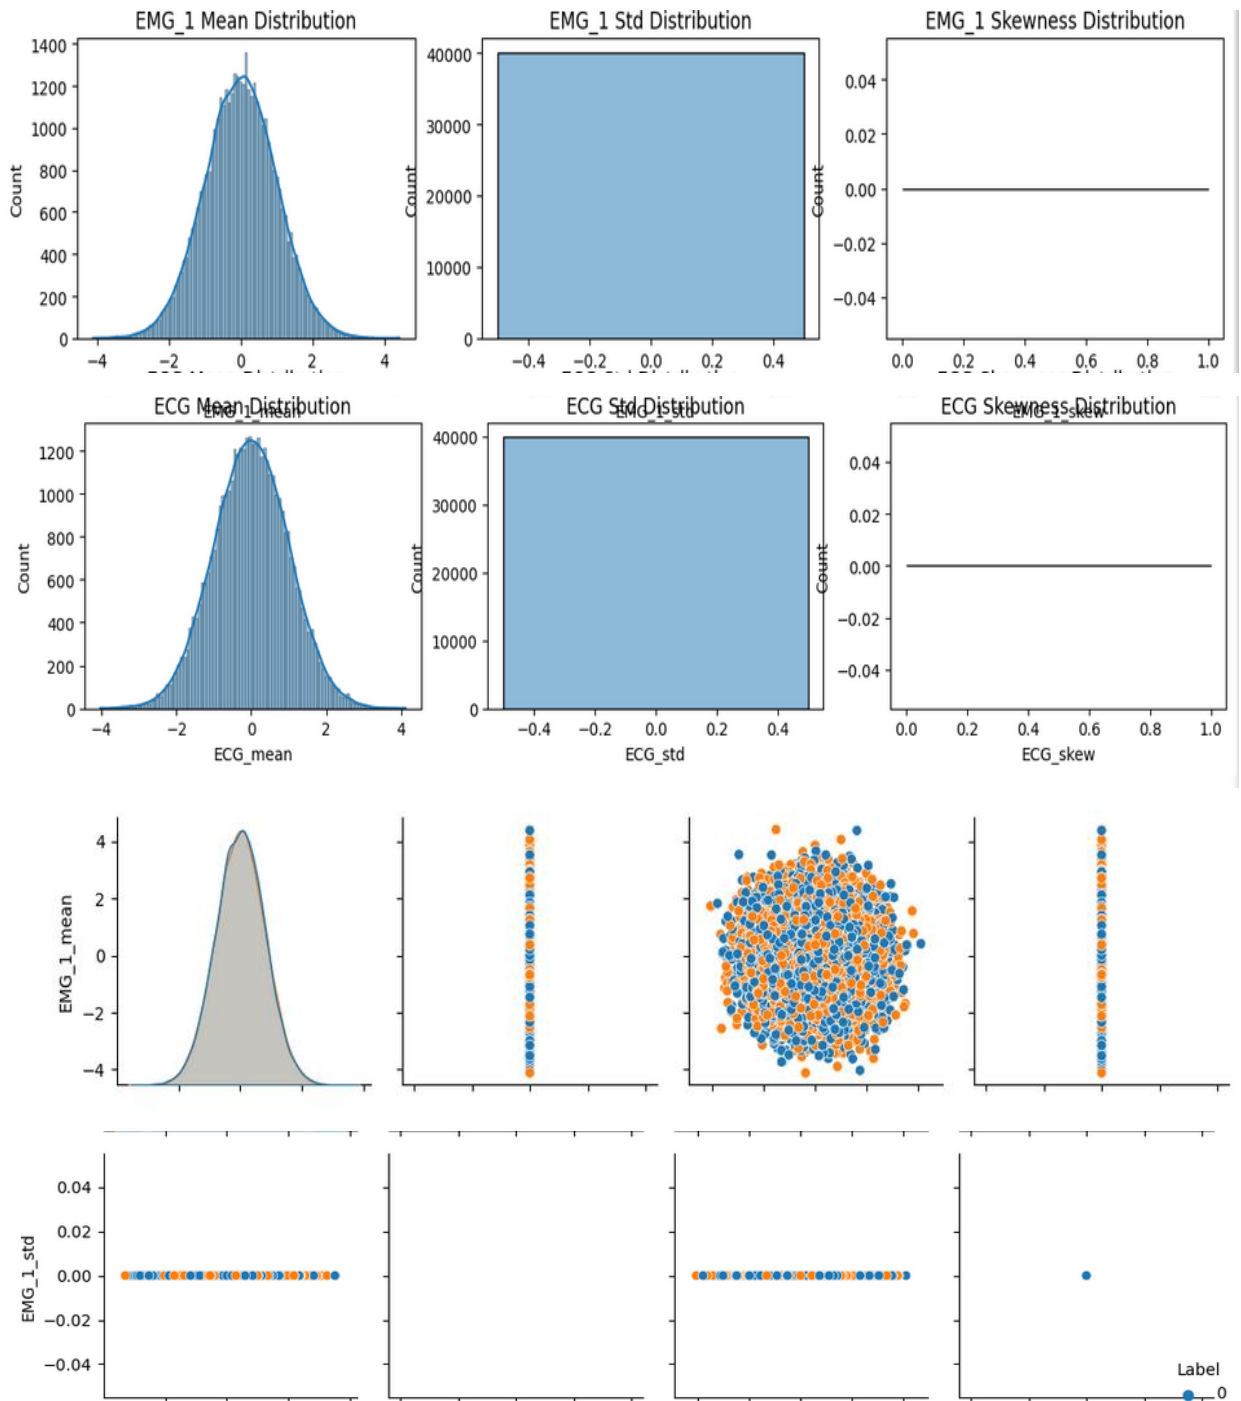 EMG_1 Mean Distribution
EMG_1 Std Distribution
EMG_1 Skewness Distribution
1400
1200
1000
800
600
400
200
0
Count
−4 −2 0 2 4
40000
30000
20000
10000
0
Count
−0.4 −0.2 0.0 0.2 0.4
0.04
0.02
0.00
−0.02
−0.04
Count
0.0 0.2 0.4 0.6 0.8 1.0
ECG Mean Distribution
EMG_1_mean
ECG Std Distribution
EMG_1_std
ECG Skewness Distribution
EMG_1_skew
1200
1000
800
600
400
200
0
Count
−4 −2 0 2 4
ECG_mean
40000
30000
20000
10000
0
Count
−0.4 −0.2 0.0 0.2 0.4
ECG_std
0.04
0.02
0.00
−0.02
−0.04
Count
0.0 0.2 0.4 0.6 0.8 1.0
ECG_skew
4
2
0
−2
−4
EMG_1_mean
0.04
0.02
0.00
−0.02
−0.04
EMG_1_std
Label
0